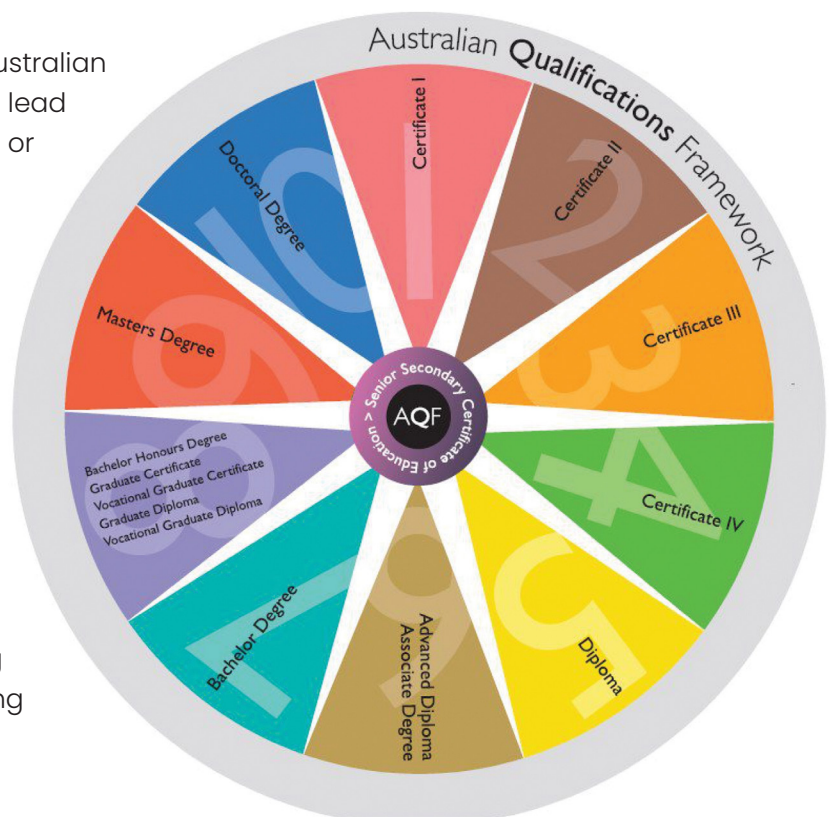 ustralian
lead
or
g
ng
Australian Qualifications Framework
1
Certificate I
2
Certificate II
3
Certificate III
4
Certificate IV
5
Diploma
6
Advanced Diploma
Associate Degree
7
Bachelor Degree
8
Bachelor Honours Degree
Graduate Certificate
Vocational Graduate Certificate
Graduate Diploma
Vocational Graduate Diploma
9
Masters Degree
10
Doctoral Degree
> Senior Secondary Certificate of Education
AQF